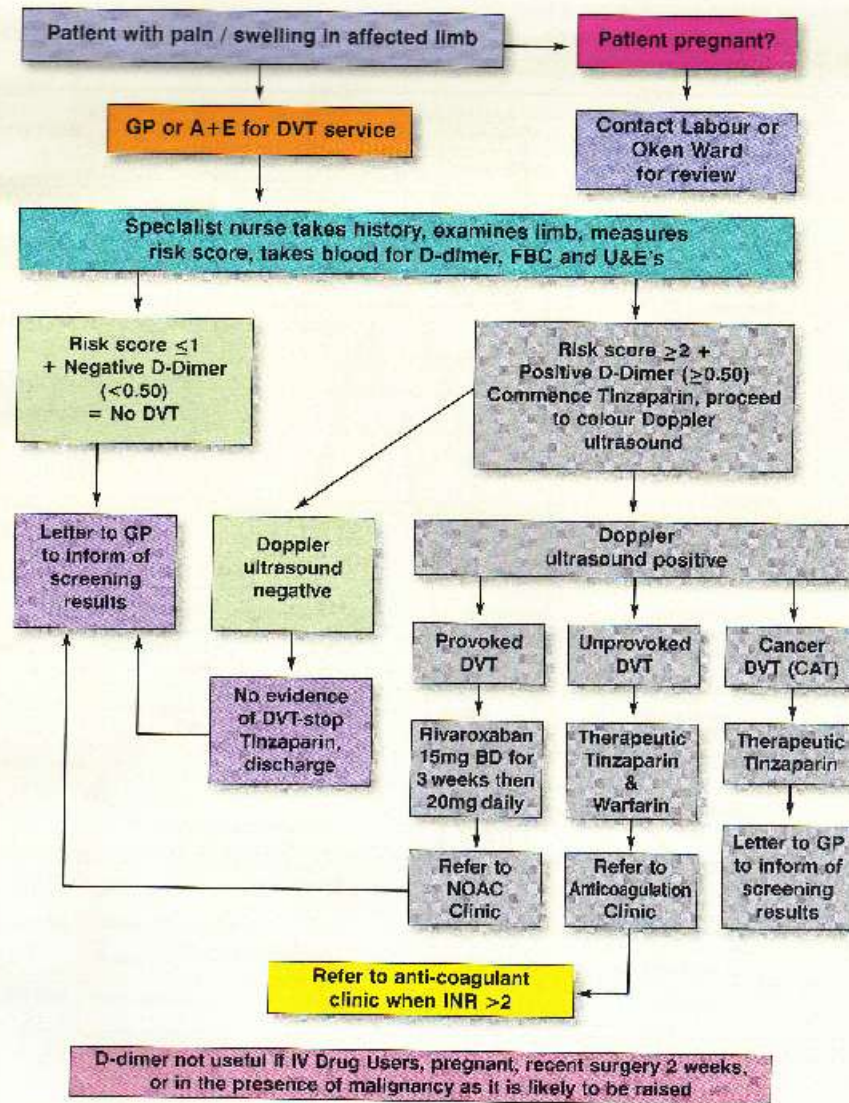 Patient with pain / swelling in affected limb
Patient pregnant?
GP or A+E for DVT service
Contact Labour or
Oken Ward
for review
Specialist nurse takes history, examines limb, measures
risk score, takes blood for D-dimer, FBC and U&E's
Risk score ≤1
+ Negative D-Dimer
(<0.50)
= No DVT
Risk score ≥2 +
Positive D-Dimer (≥0.50)
Commence Tinzaparin, proceed
to colour Doppler
ultrasound
Letter to GP
to inform of
screening
results
Doppler
ultrasound
negative
Doppler
ultrasound positive
Provoked
DVT
Unprovoked
DVT
Cancer
DVT (CAT)
No evidence
of DVT-stop
Tinzaparin,
discharge
Rivaroxaban
15mg BD for
3 weeks then
20mg daily
Therapeutic
Tinzaparin
&
Warfarin
Therapeutic
Tinzaparin
Refer to
NOAC
Clinic
Refer to
Anticoagulation
Clinic
Letter to GP
to inform of
screening
results
Refer to anti-coagulant
clinic when INR >2
D-dimer not useful if IV Drug Users, pregnant, recent surgery 2 weeks,
or in the presence of malignancy as it is likely to be raised